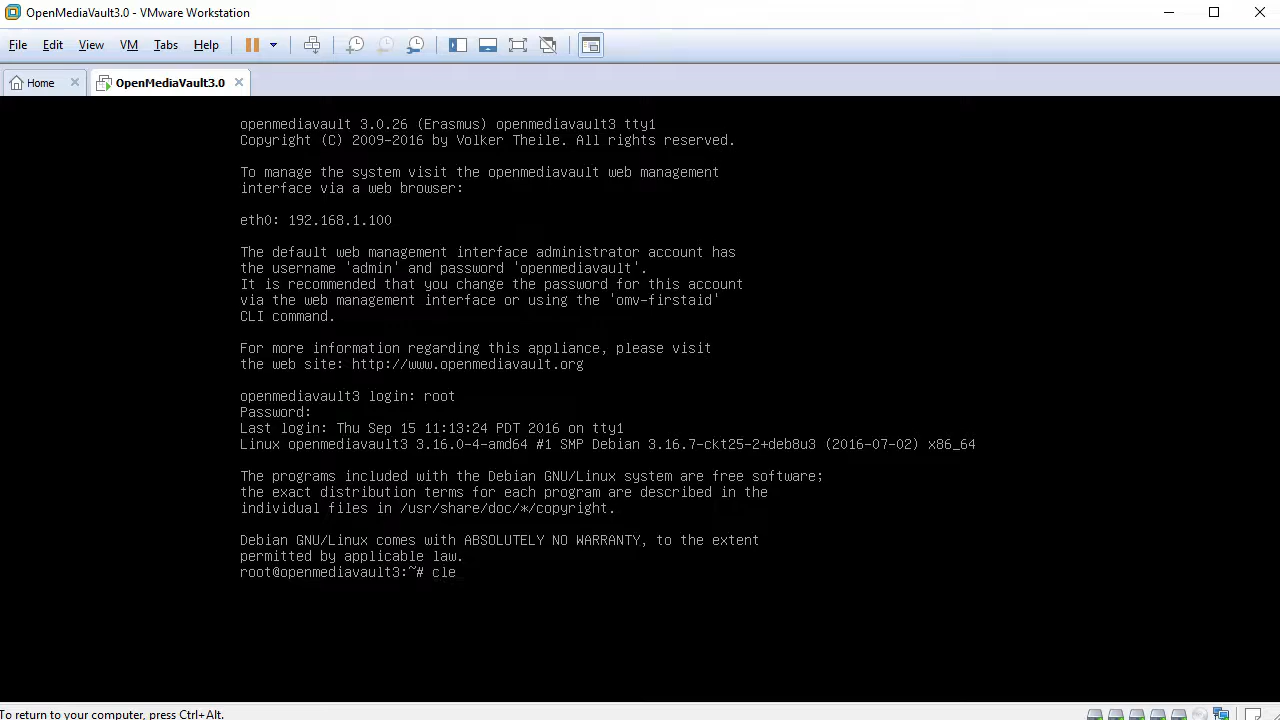 OpenMediaVault3.0 - VMware Workstation
File Edit View VM Tabs Help
Home OpenMediaVault3.0
openmediavault 3.0.26 (Erasmus) openmediavault3 tty1
Copyright (C) 2009-2016 by Volker Theile. All rights reserved.
To manage the system visit the openmediavault web management
interface via a web browser:
eth0: 192.168.1.100
The default web management interface administrator account has
the username 'admin' and password 'openmediavault'.
It is recommended that you change the password for this account
via the web management interface or using the 'omv-firstaid'
CLI command.
For more information regarding this appliance, please visit
the web site: http://www.openmediavault.org
openmediavault3 login: root
Password:
Last login: Thu Sep 15 11:13:24 PDT 2016 on tty1
Linux openmediavault3 3.16.0-4-amd64 #1 SMP Debian 3.16.7-ckt25-2+deb8u3 (2016-07-02) x86_64
The programs included with the Debian GNU/Linux system are free software;
the exact distribution terms for each program are described in the
individual files in /usr/share/doc/*/copyright.
Debian GNU/Linux comes with ABSOLUTELY NO WARRANTY, to the extent
permitted by applicable law.
root@openmediavault3:~# cle
To return to your computer, press Ctrl+Alt.